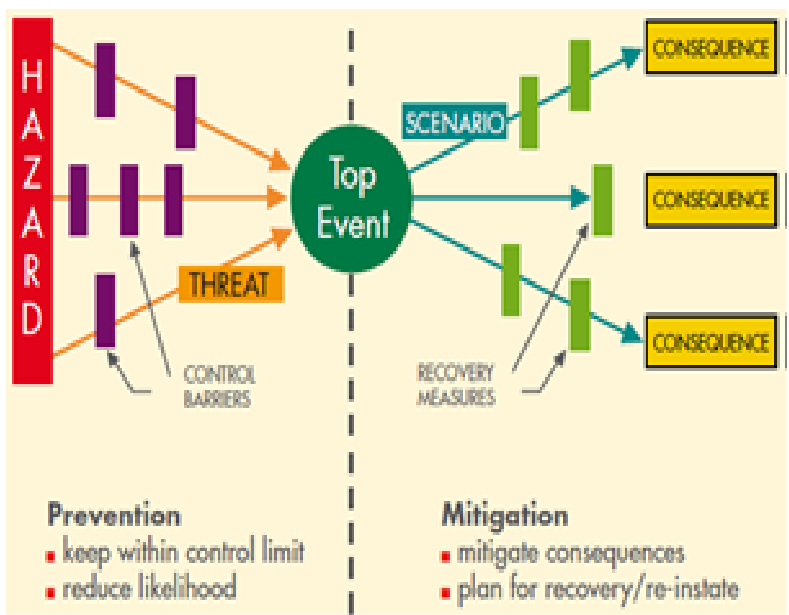 HAZARD
CONSEQUENCE
SCENARIO
Top
Event
CONSEQUENCE
THREAT
CONTROL
BARRIERS
RECOVERY
MEASURES
CONSEQUENCE
Prevention
▪ keep within control limit
▪ reduce likelihood
Mitigation
▪ mitigate consequences
▪ plan for recovery/re-instate